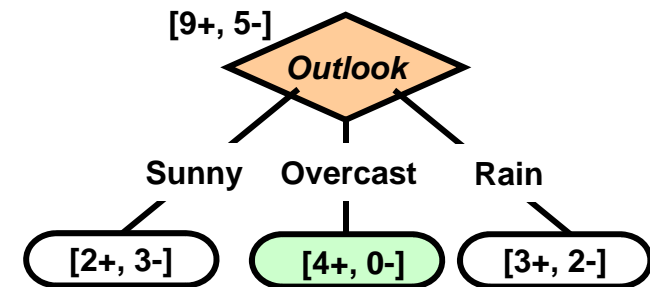 [9+, 5-]
Outlook
Sunny Overcast Rain
[2+, 3-] [4+, 0-] [3+, 2-]